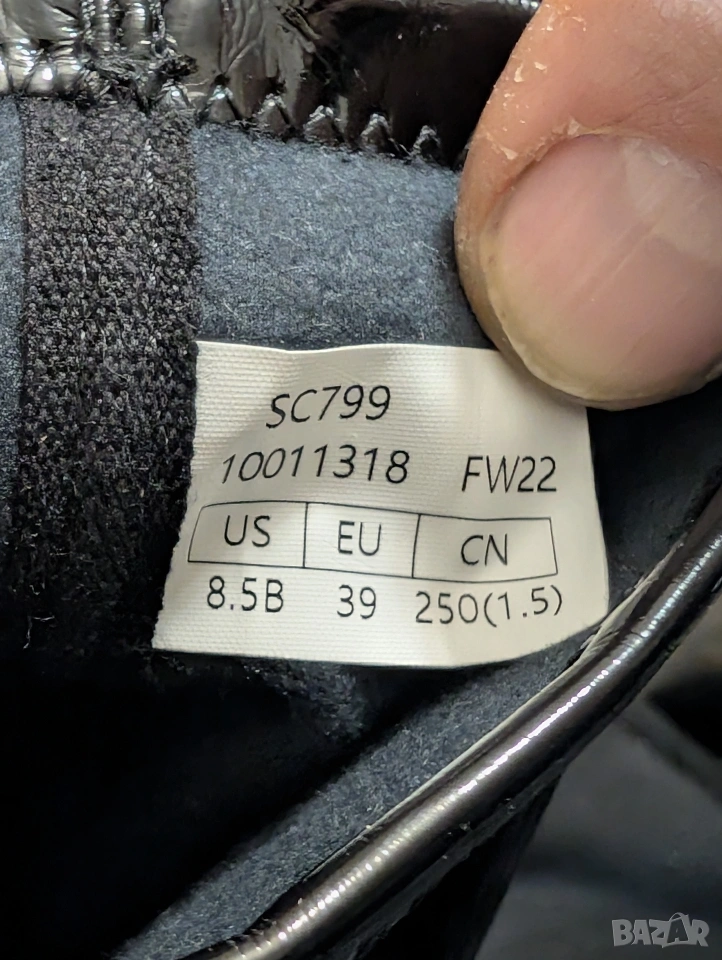 SC799
10011318 FW22
US EU CN
8.5B 39 250(1.5)
BAZAR